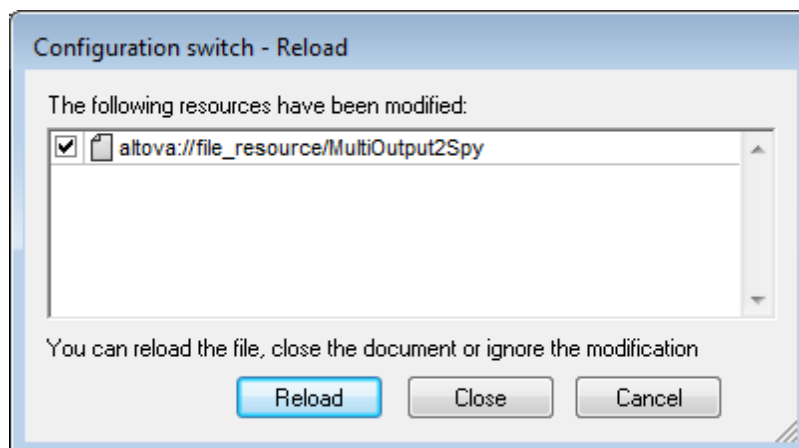 Configuration switch - Reload
The following resources have been modified:
altova://file_resource/MultiOutput2Spy
You can reload the file, close the document or ignore the modification
Reload Close Cancel